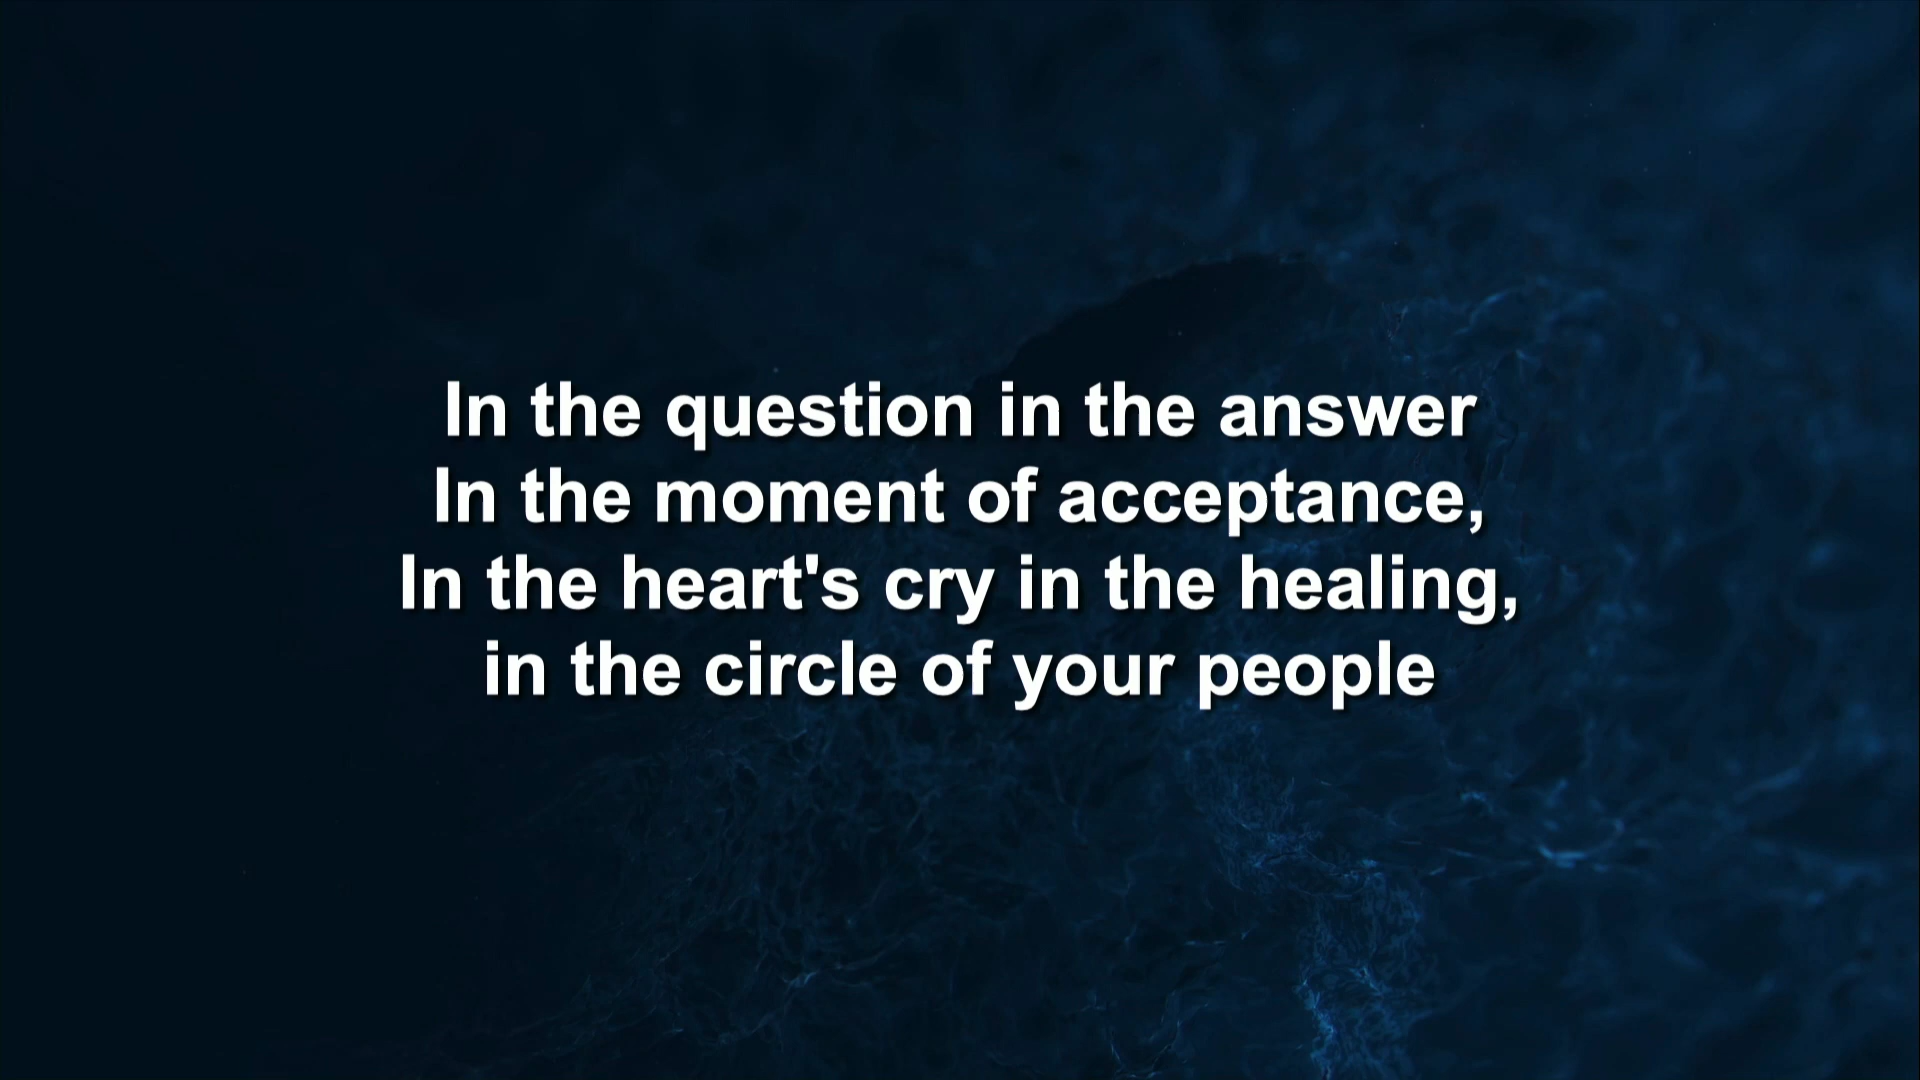 In the question in the answer
In the moment of acceptance,
In the heart's cry in the healing,
in the circle of your people